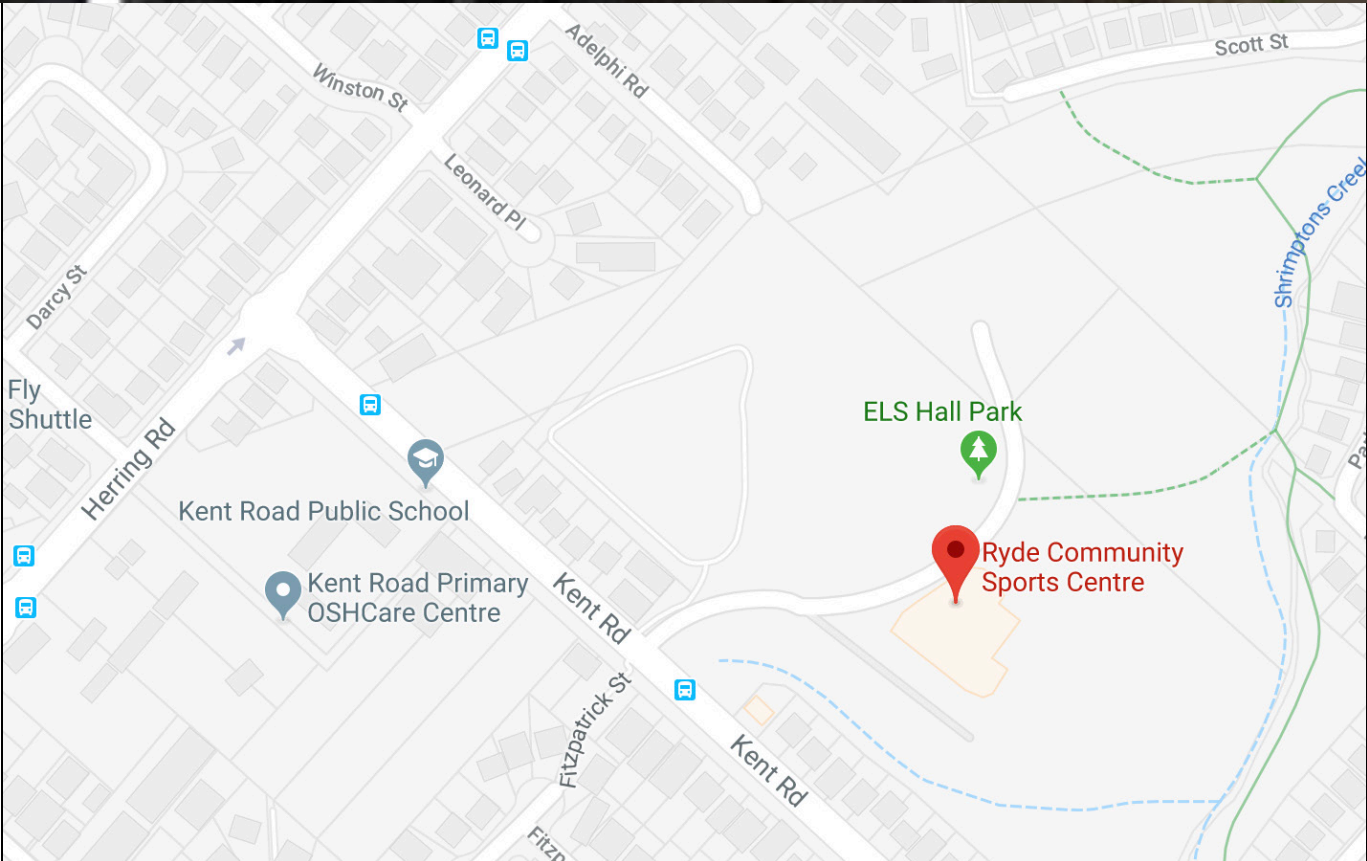 Scott St
Adelphi Rd
Winston St
Leonard Pl
Shrimptons Creek
Darcy St
Fly
Shuttle
ELS Hall Park
Herring Rd
Kent Road Public School
Ryde Community
Sports Centre
Kent Road Primary
OSHCare Centre
Kent Rd
Fitzpatrick St
Kent Rd